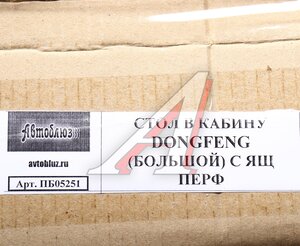 Автоблюз
avtobluz.ru
Арт. ПБ05251
СТОЛ В КАБИНУ
DONGFENG
(БОЛЬШОЙ) С ЯЩ
ПЕРФ